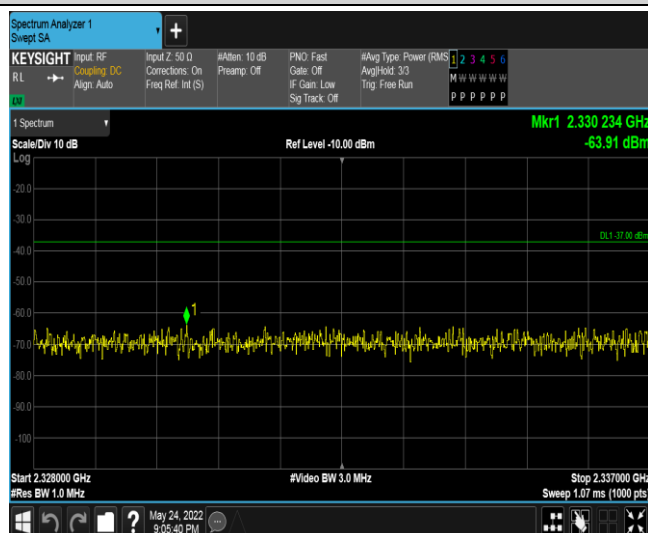 Spectrum Analyzer 1
Swept SA
+
KEYSIGHT Input: RF Input Z: 50 Ω #Atten: 10 dB PNO: Fast #Avg Type: Power (RMS 1 2 3 4 5 6
RL Coupling: DC Corrections: On Preamp: Off Gate: Off Avg|Hold: 3/3 M W W W W W
Align: Auto Freq Ref: Int (S) IF Gain: Low Trig: Free Run
Sig Track: Off P P P P P P
LXI
1 Spectrum
Mkr1 2.330 234 GHz
Scale/Div 10 dB Ref Level -10.00 dBm -63.91 dBm
Log
-20.0
-30.0
DL1 -37.00 dBm
-40.0
-50.0
-60.0
1
-70.0
-80.0
-90.0
-100
Start 2.328000 GHz #Video BW 3.0 MHz Stop 2.337000 GHz
#Res BW 1.0 MHz Sweep 1.07 ms (1000 pts)
? May 24, 2022
9:05:40 PM